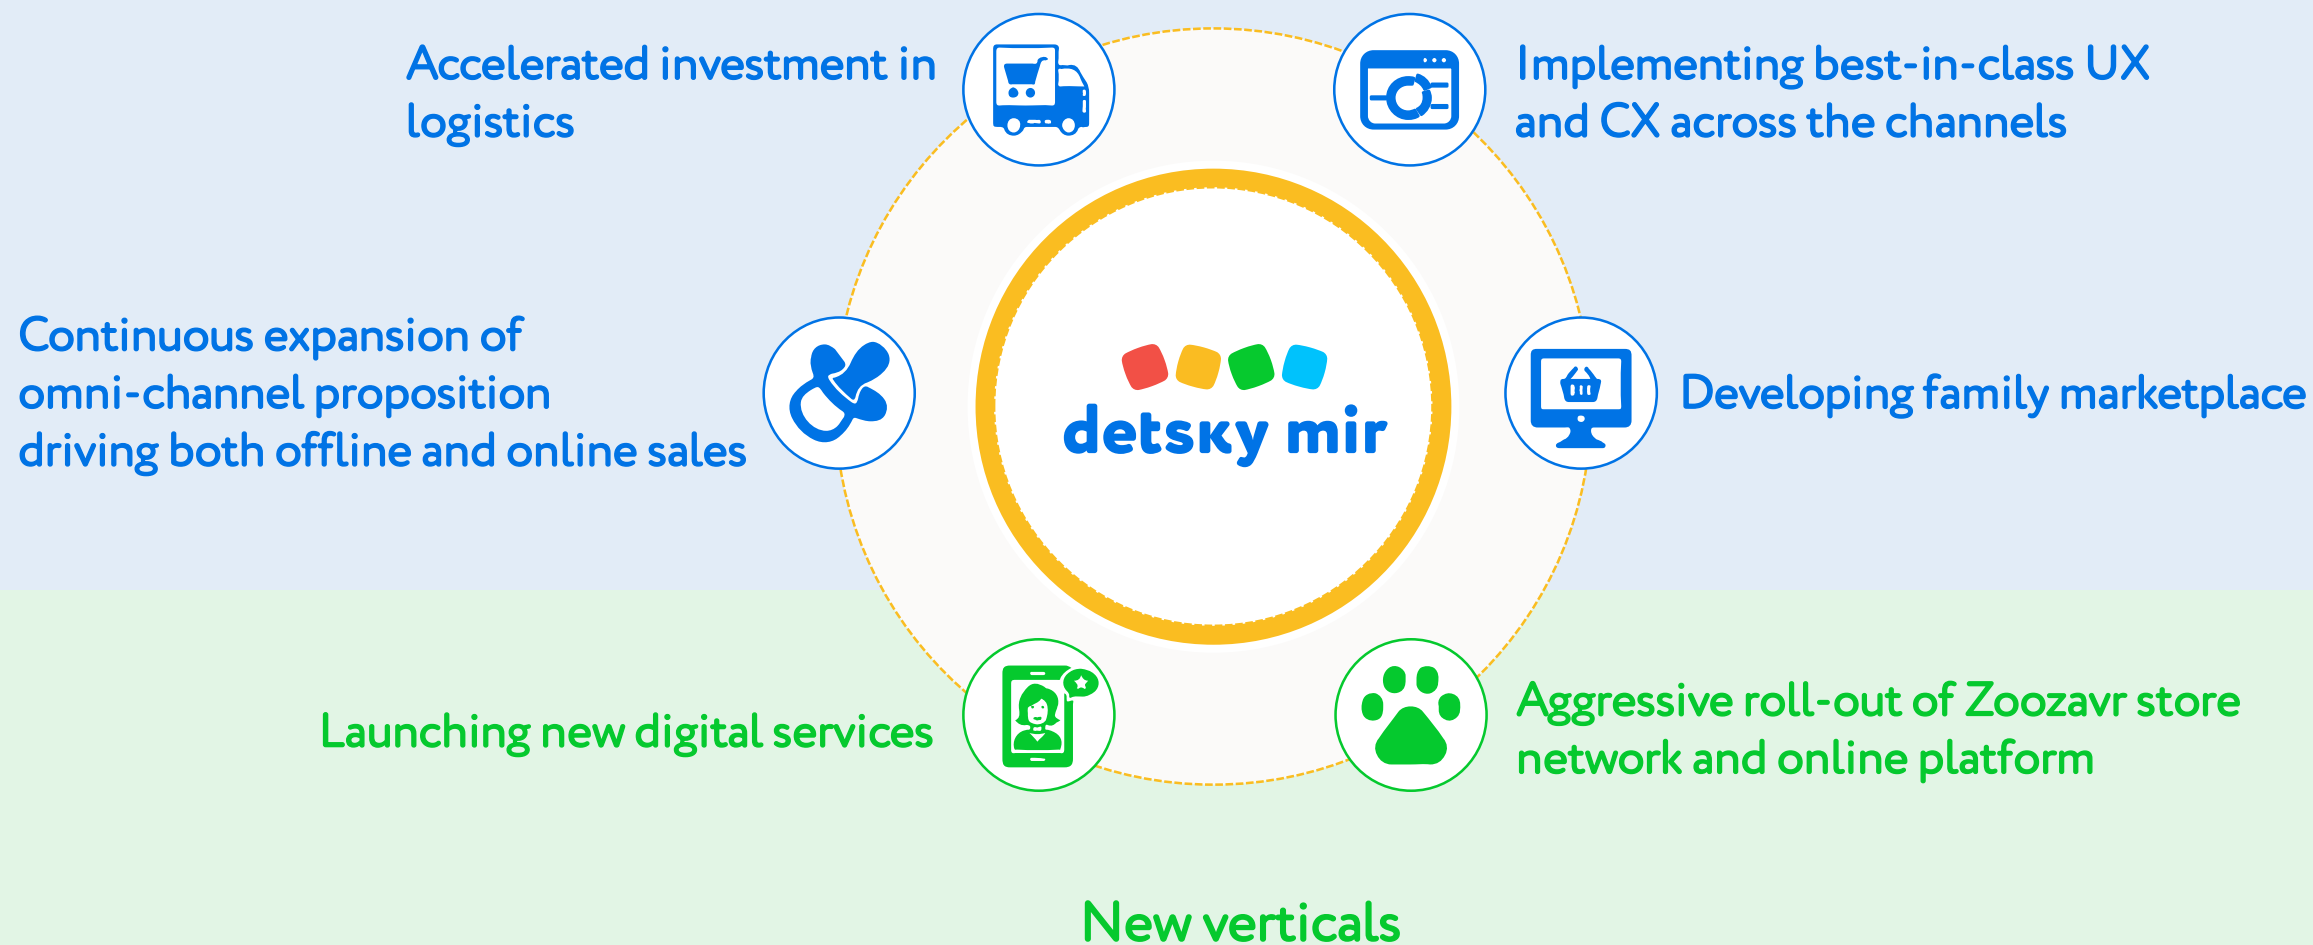 Accelerated investment in
logistics
Implementing best-in-class UX
and CX across the channels
Continuous expansion of
omni-channel proposition
driving both offline and online sales
detsky mir
Developing family marketplace
Launching new digital services
Aggressive roll-out of Zoozavr store
network and online platform
New verticals